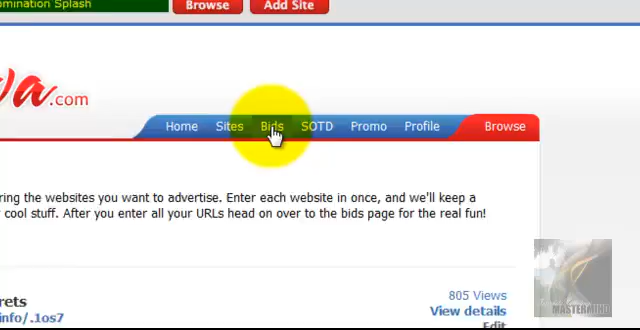 omination Splash
Browse
Add Site
va.com
Home Sites Bids SOTD Promo Profile Browse
ring the websites you want to advertise. Enter each website in once, and we'll keep a
cool stuff. After you enter all your URLs head on over to the bids page for the real fun!
rets
805 Views
info/.1os7
View details
Edit
MASTERMIND